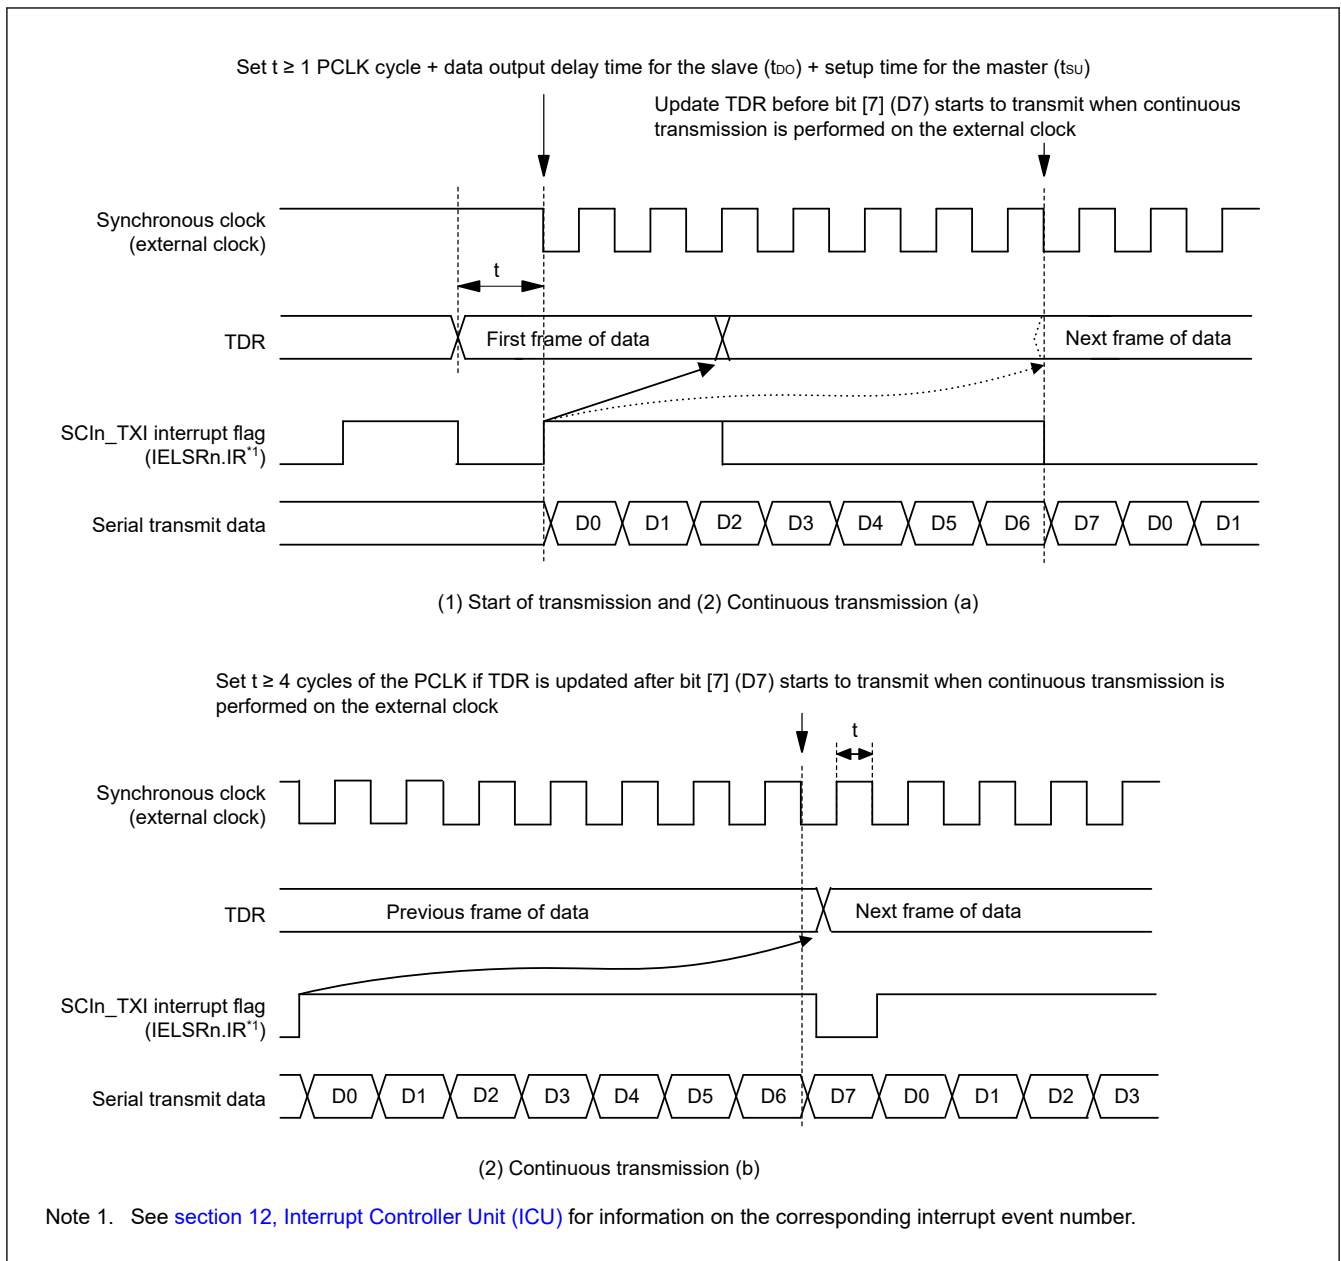 Set t ≥ 1 PCLK cycle + data output delay time for the slave (tDO) + setup time for the master (tSU)
Update TDR before bit [7] (D7) starts to transmit when continuous
transmission is performed on the external clock
Synchronous clock
(external clock)
t
TDR
First frame of data
Next frame of data
SCIn_TXI interrupt flag
(IELSRn.IR*1)
Serial transmit data
D0 D1 D2 D3 D4 D5 D6 D7 D0 D1
(1) Start of transmission and (2) Continuous transmission (a)
Set t ≥ 4 cycles of the PCLK if TDR is updated after bit [7] (D7) starts to transmit when continuous transmission is
performed on the external clock
t
Synchronous clock
(external clock)
TDR
Previous frame of data
Next frame of data
SCIn_TXI interrupt flag
(IELSRn.IR*1)
Serial transmit data
D0 D1 D2 D3 D4 D5 D6 D7 D0 D1 D2 D3
(2) Continuous transmission (b)
Note 1. See section 12, Interrupt Controller Unit (ICU) for information on the corresponding interrupt event number.